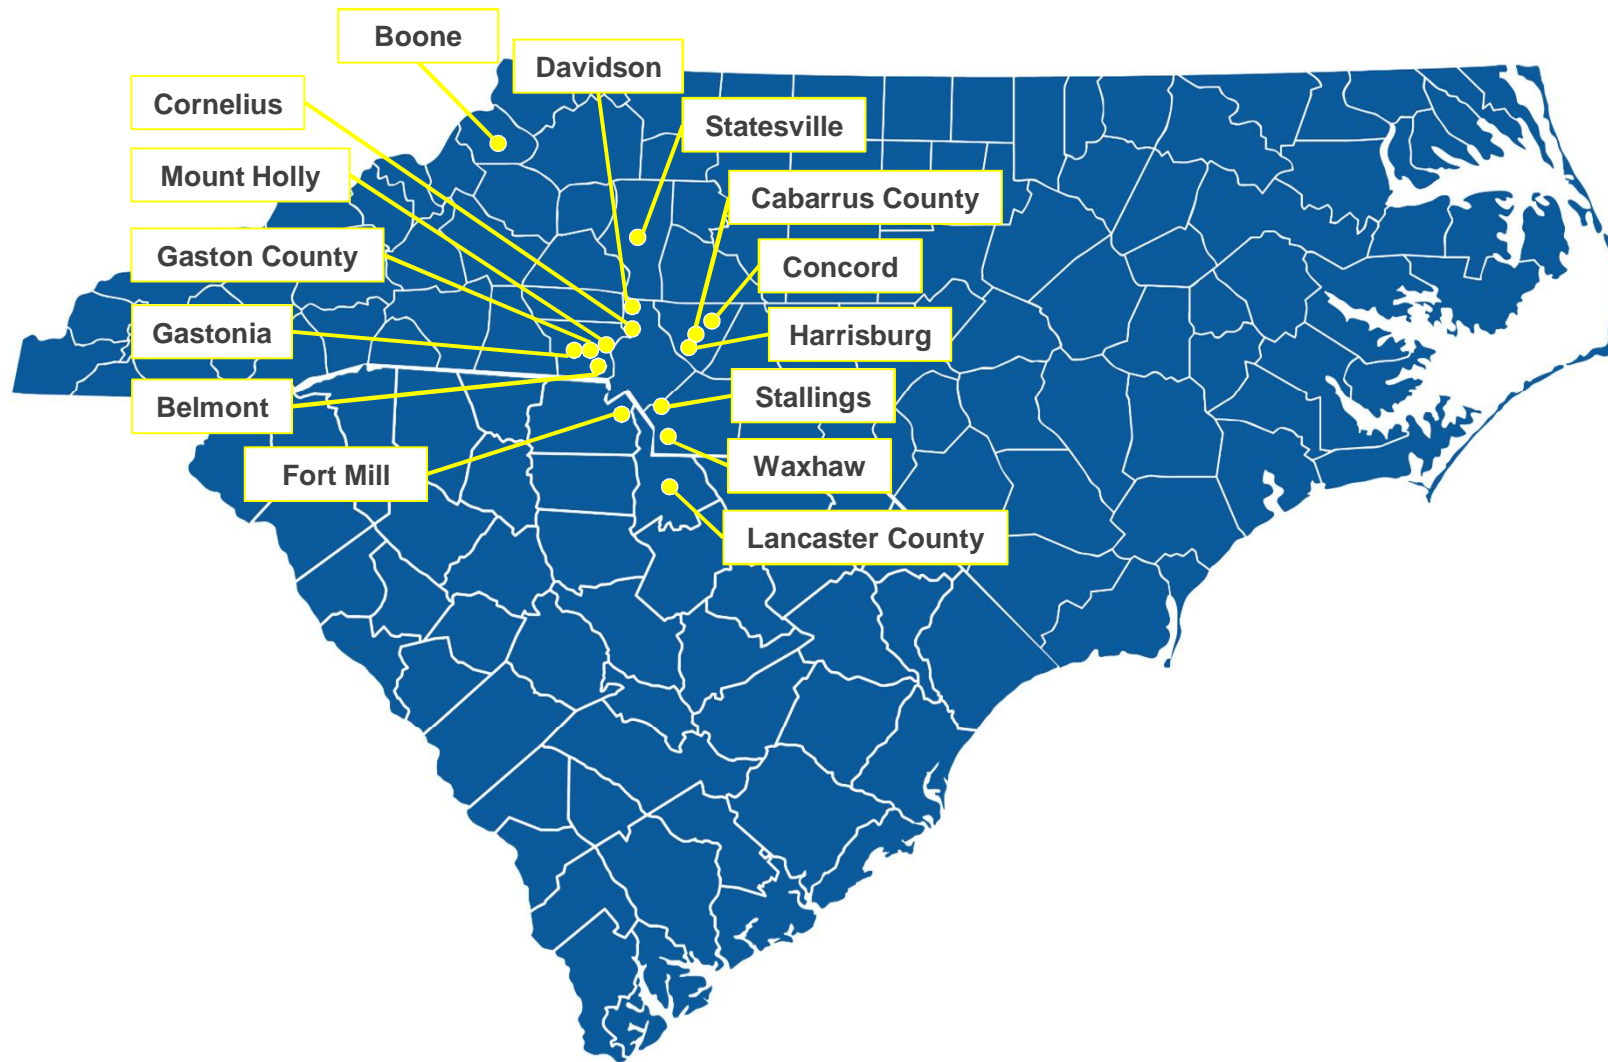 Boone
Davidson
Cornelius
Statesville
Mount Holly
Cabarrus County
Gaston County
Concord
Gastonia
Harrisburg
Belmont
Stallings
Fort Mill
Waxhaw
Lancaster County